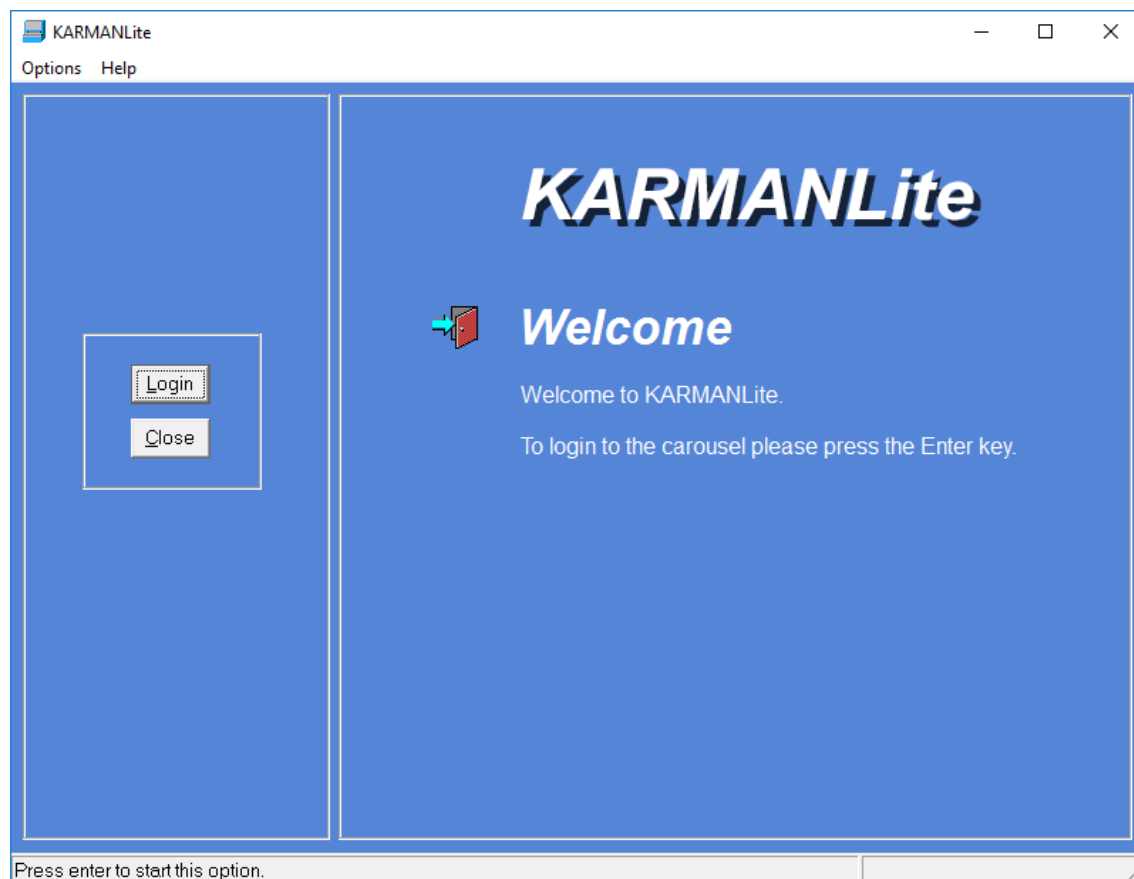 KARMANLite
Options Help
KARMANLite
Welcome
Login
Welcome to KARMANLite.
Close
To login to the carousel please press the Enter key.
Press enter to start this option.